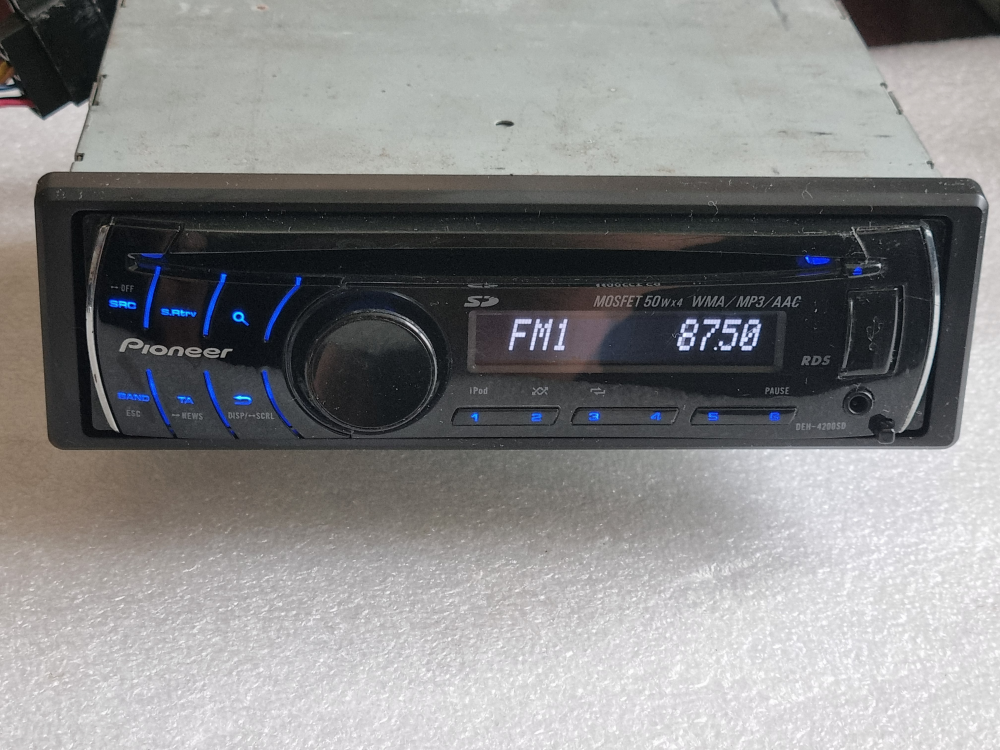 SD
MOSFET 50W×4 WMA/MP3/AAC
OFF
SRC
S.Rtrv
FM1 87.50
Pioneer
RDS
iPod
PAUSE
BAND
TA
1 2 3 4 5 6
ESC
NEWS
DISP/SCRL
DEH-4200SD